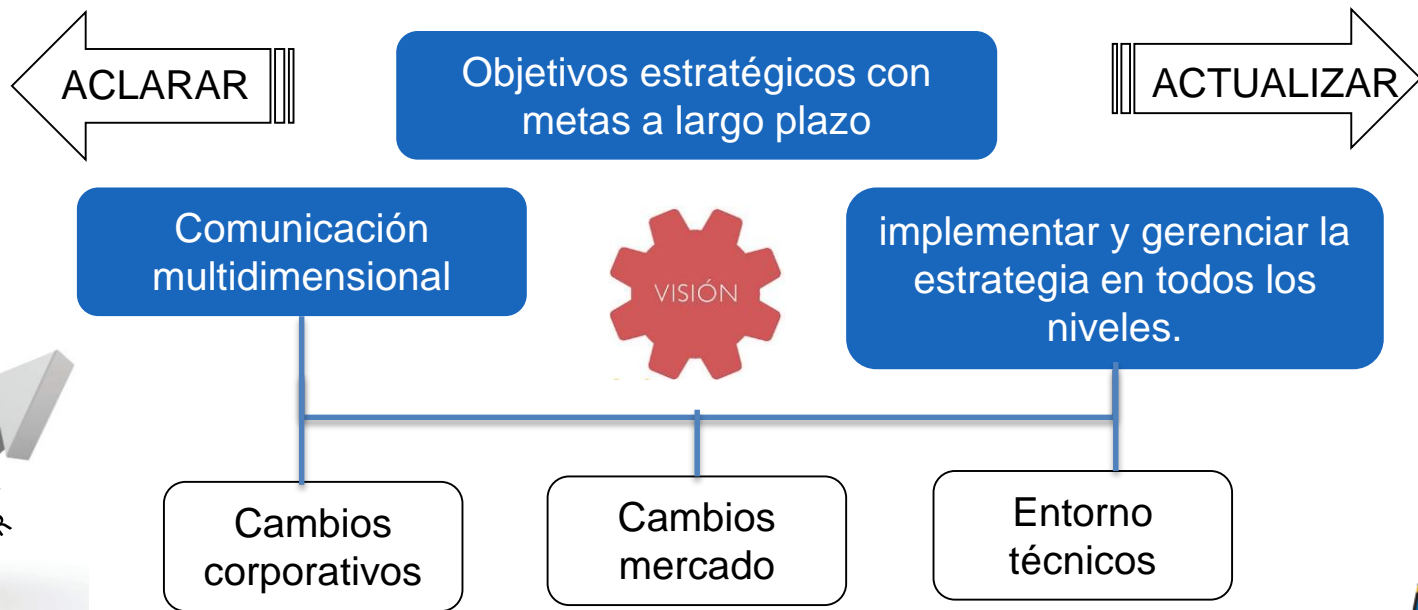 ACLARAR
Objetivos estratégicos con
metas a largo plazo
ACTUALIZAR
Comunicación
multidimensional
VISIÓN
implementar y gerenciar la
estrategia en todos los
niveles.
Cambios
corporativos
Cambios
mercado
Entorno
técnicos